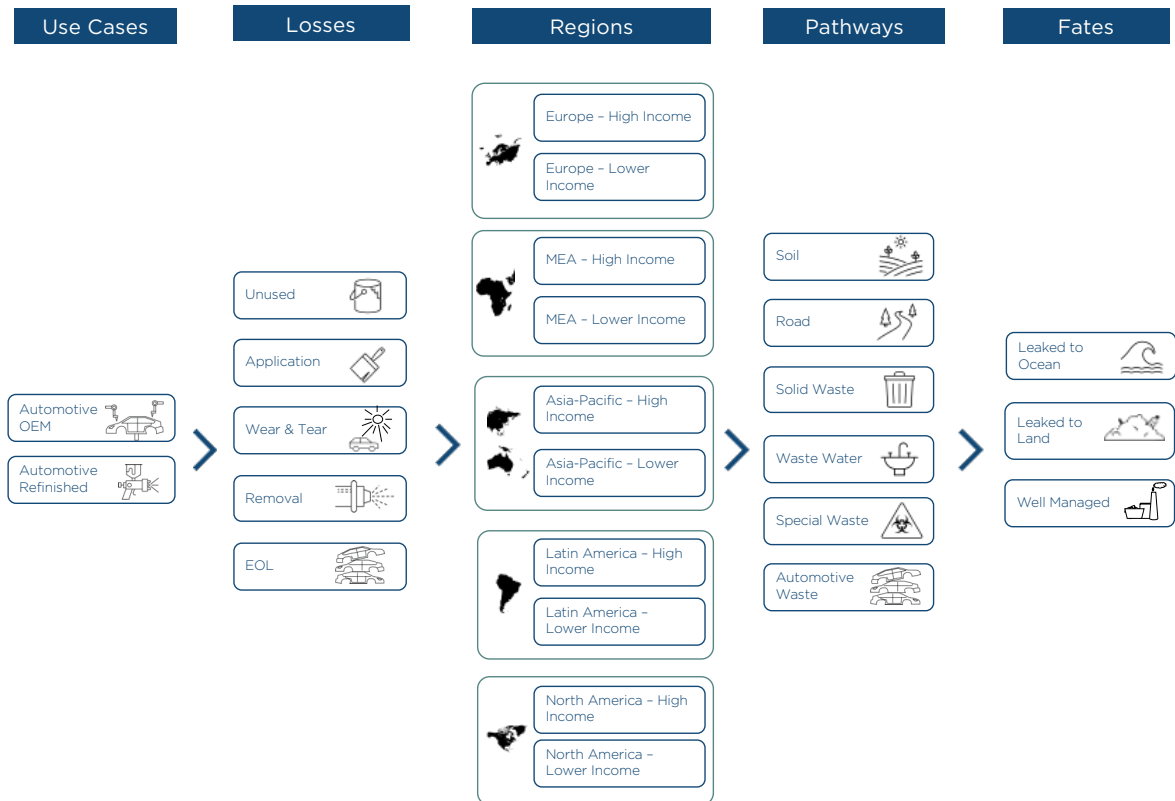 Use Cases
Losses
Regions
Pathways
Fates
Automotive
OEM
Automotive
Refinished
Unused
Application
Wear & Tear
Removal
EOL
Europe – High Income
Europe – Lower
Income
MEA – High Income
MEA – Lower Income
Asia-Pacific – High
Income
Asia-Pacific – Lower
Income
Latin America – High
Income
Latin America –
Lower Income
North America – High
Income
North America –
Lower Income
Soil
Road
Solid Waste
Waste Water
Special Waste
Automotive
Waste
Leaked to
Ocean
Leaked to
Land
Well Managed